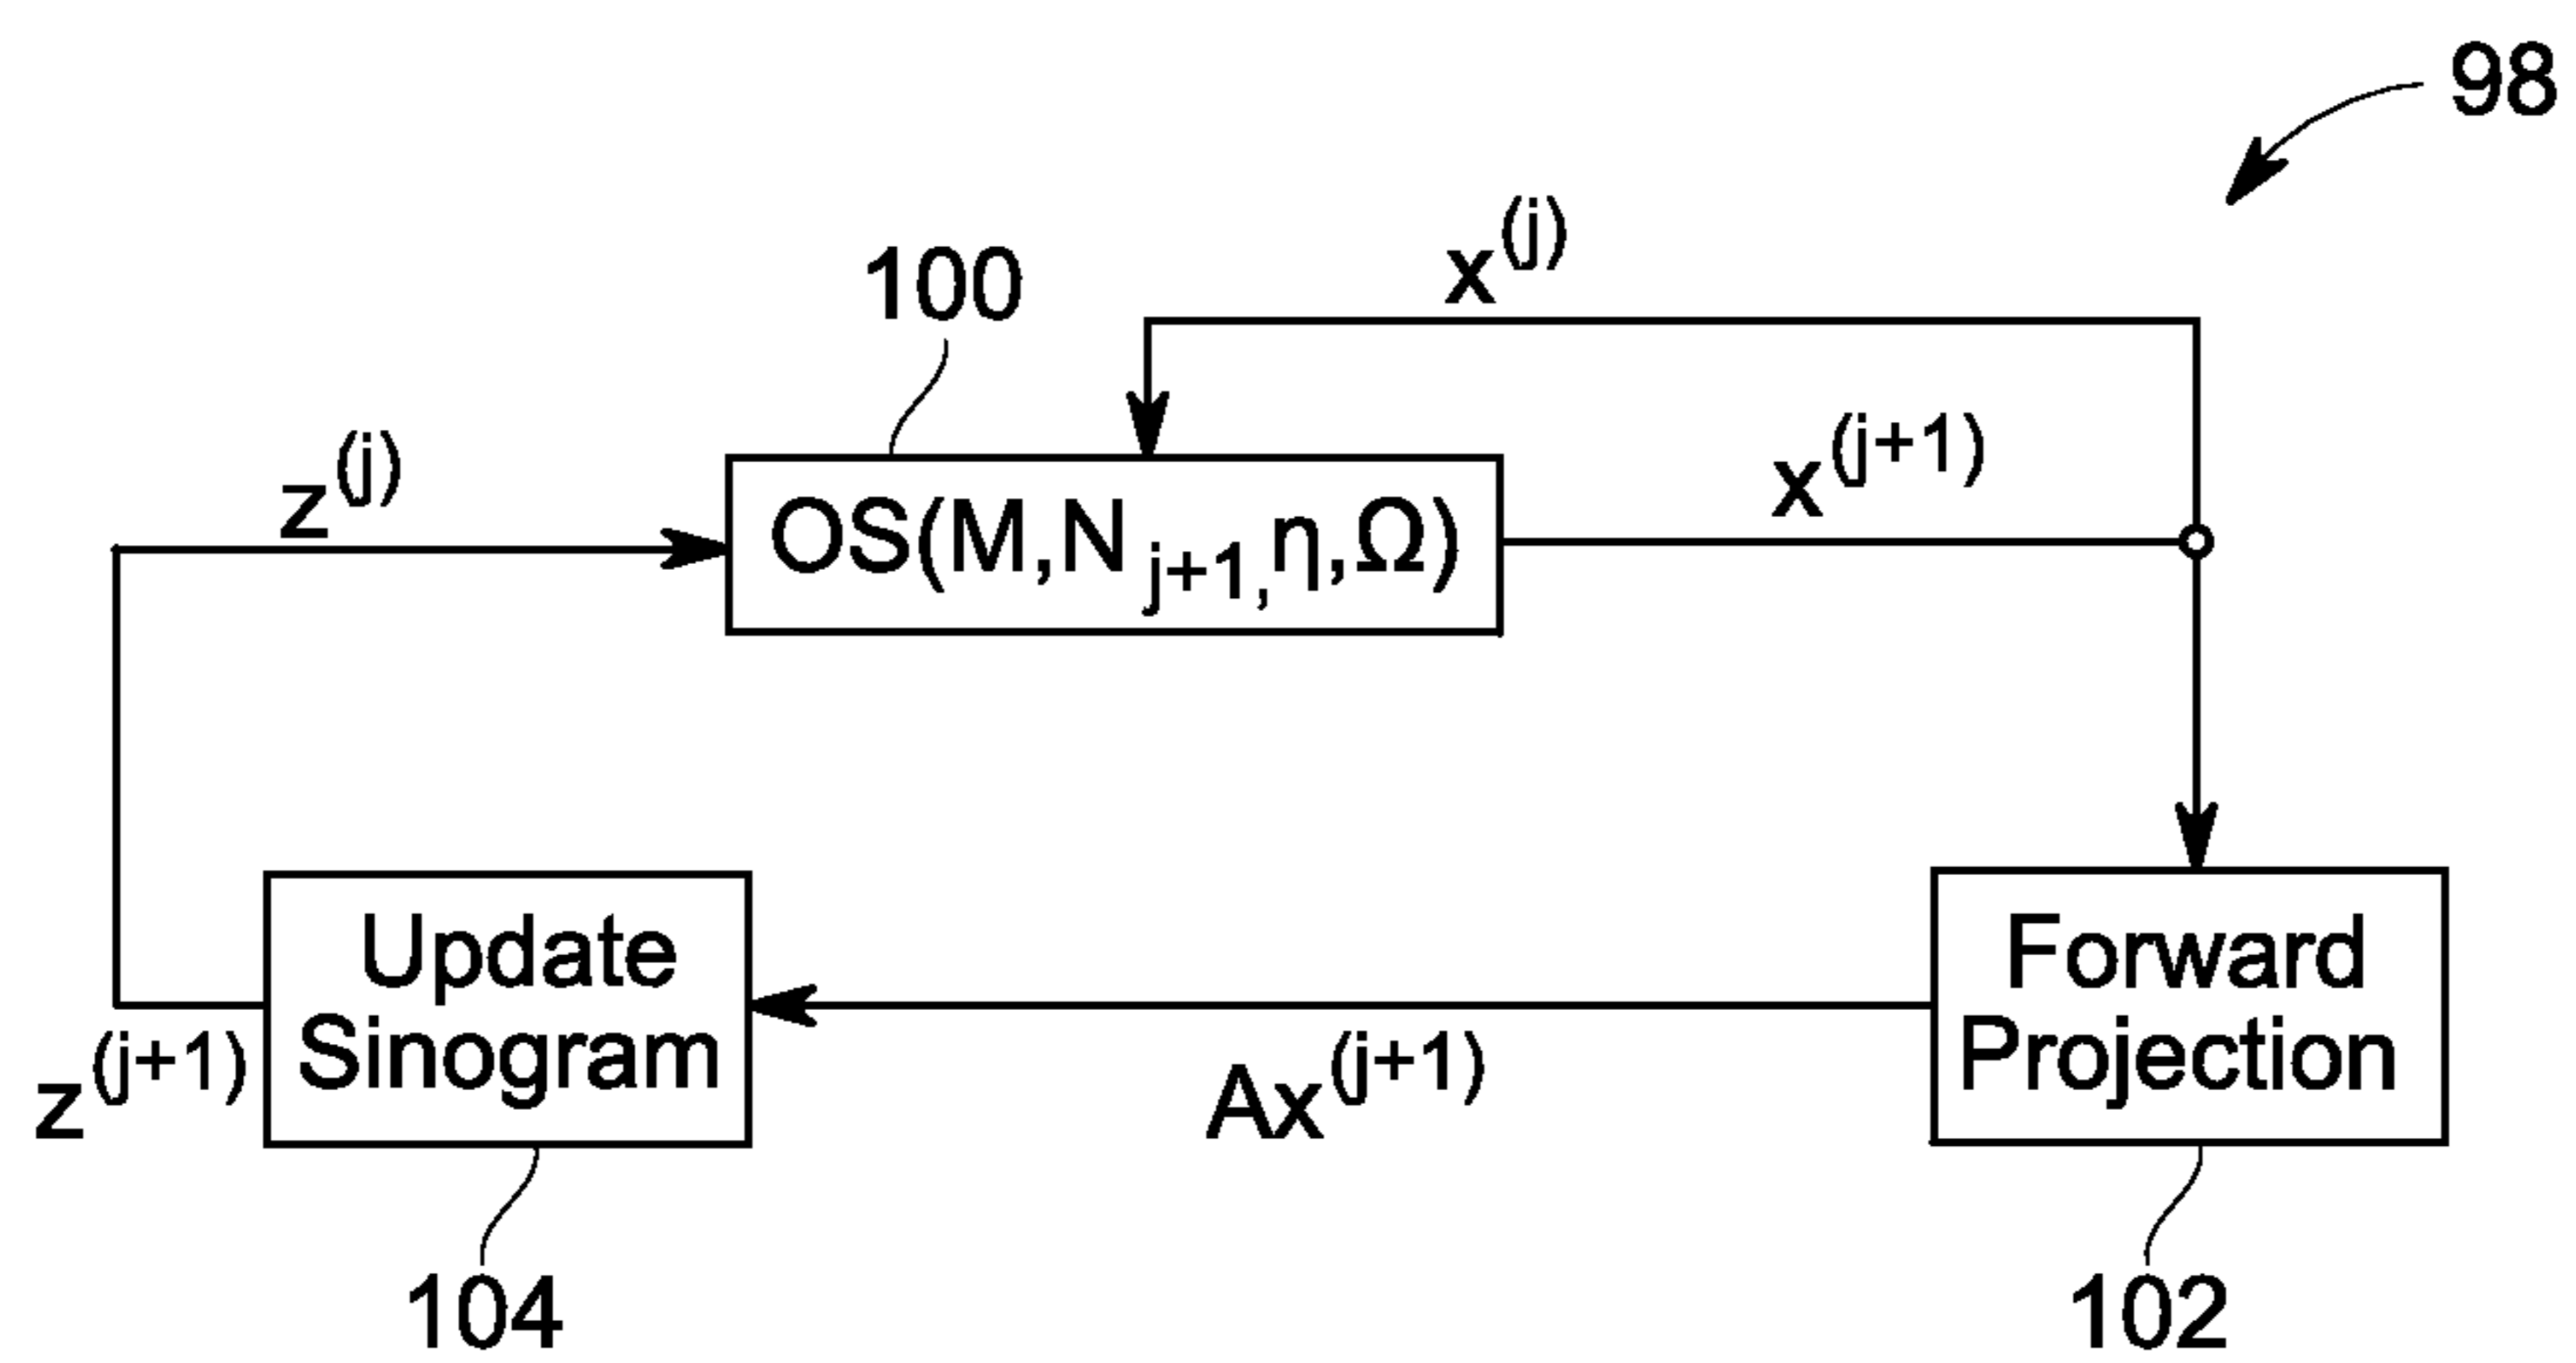 98
x^(j)
100
x^(j+1)
z^(j)
OS(M,N_j+1,η,Ω)
Update
Sinogram
Forward
Projection
z^(j+1)
Ax^(j+1)
104
102